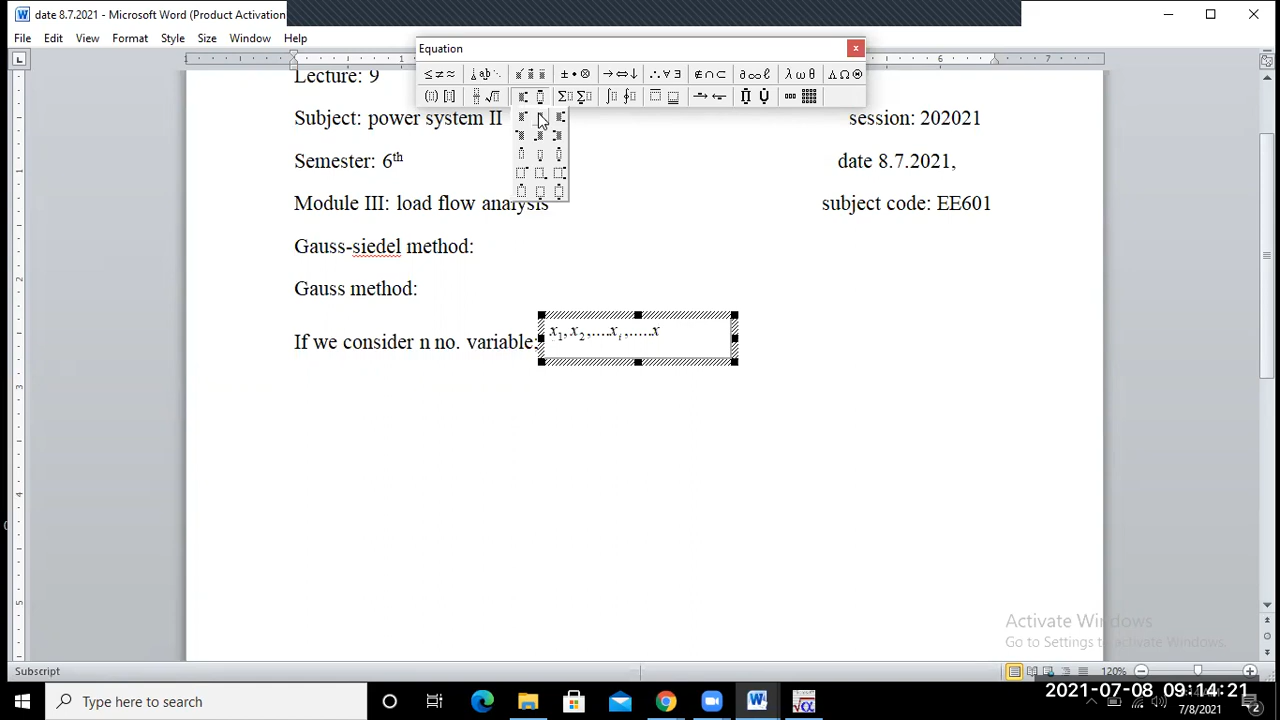 date 8.7.2021 - Microsoft Word (Product Activation
File Edit View Format Style Size Window Help
Equation
Lecture: 9
Subject: power system II session: 202021
Semester: 6th date 8.7.2021,
Module III: load flow analysis subject code: EE601
Gauss-siedel method:
Gauss method:
If we consider n no. variable; x1, x2 ,....xi ,.....x
Activate Windows
Go to Settings to activate Windows.
Subscript 120%
Type here to search
2021-07-08 09:14:21
7/8/2021